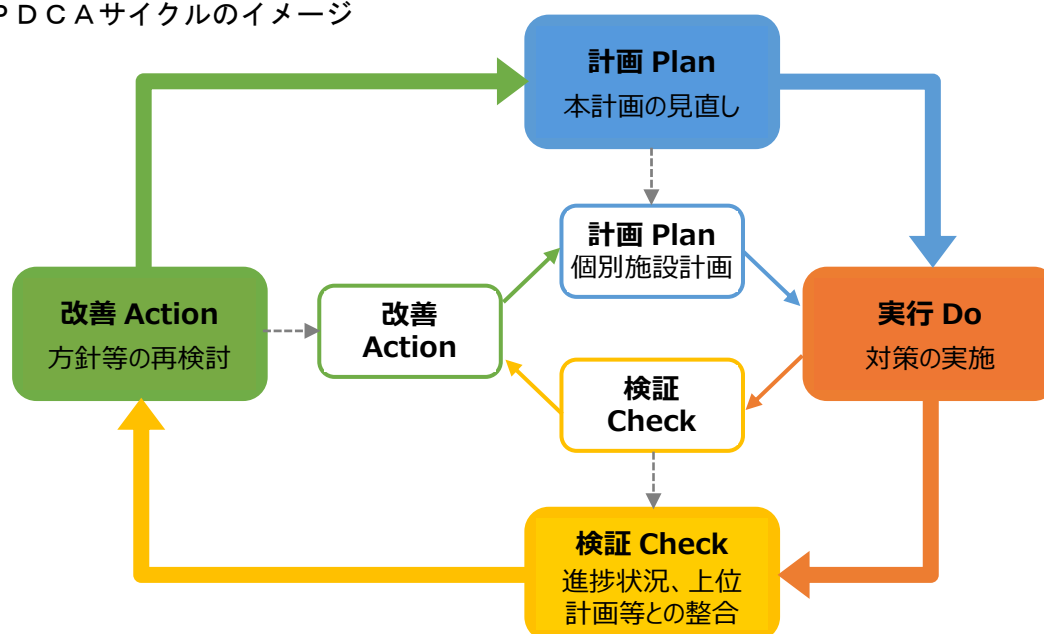 PDCAサイクルのイメージ
計画 Plan
本計画の見直し
計画 Plan
個別施設計画
改善 Action
方針等の再検討
改善
Action
実行 Do
対策の実施
検証
Check
検証 Check
進捗状況、上位
計画等との整合